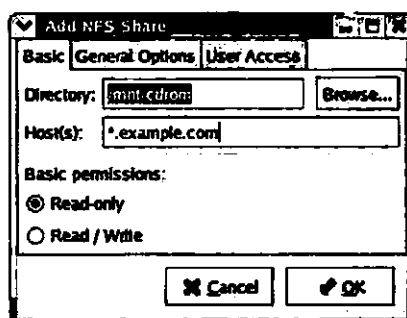 Add NFS Share
Basic General Options User Access
Directory: /mnt/cdrom Browse...
Host(s): *.example.com
Basic permissions:
Read-only
Read / Write
Cancel OK